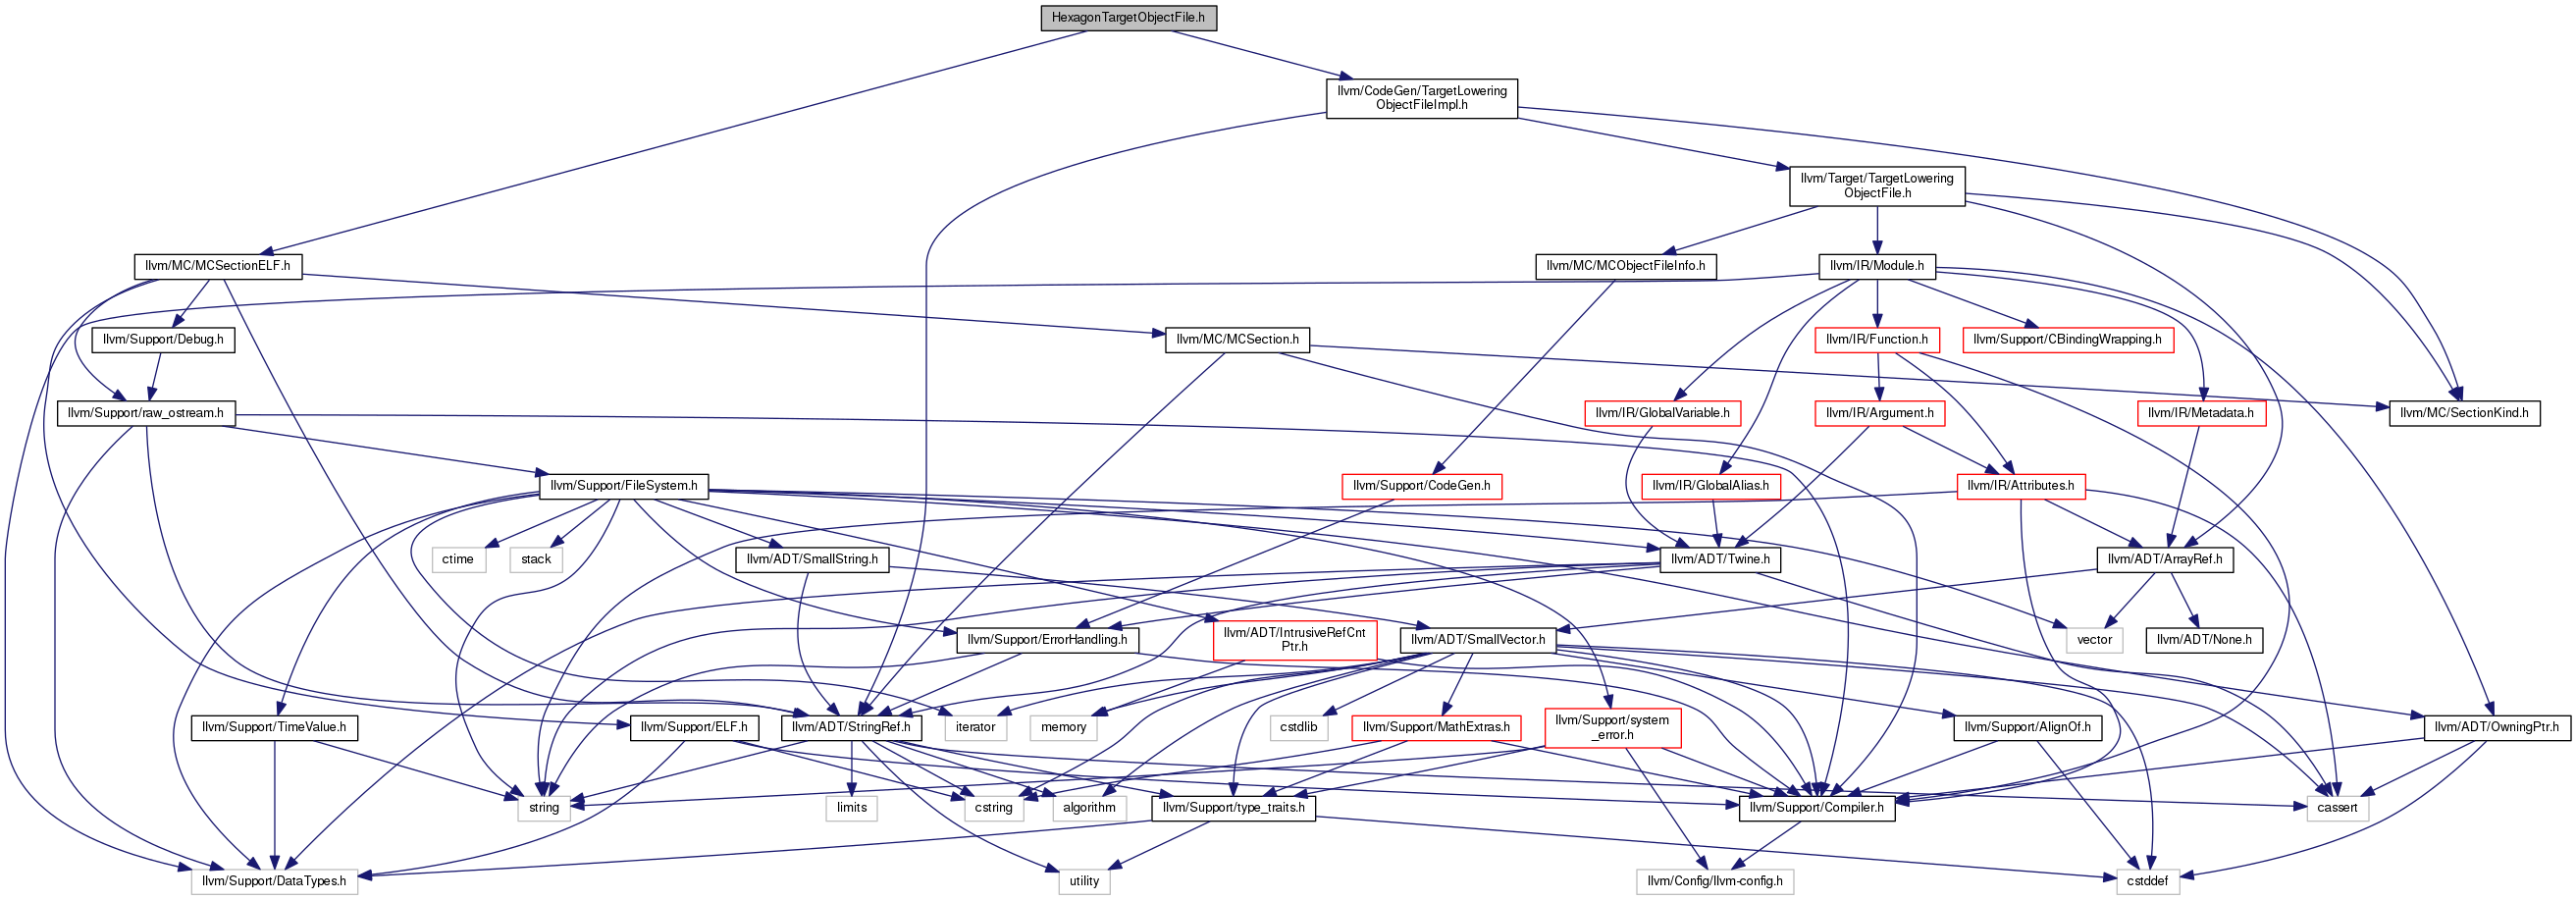 HexagonTargetObjectFile.h
llvm/CodeGen/TargetLowering
ObjectFileImpl.h
llvm/Target/TargetLowering
ObjectFile.h
llvm/MC/MCSectionELF.h
llvm/MC/MCObjectFileInfo.h
llvm/IR/Module.h
llvm/Support/Debug.h
llvm/MC/MCSection.h
llvm/IR/Function.h
llvm/Support/CBindingWrapping.h
llvm/Support/raw_ostream.h
llvm/IR/GlobalVariable.h
llvm/IR/Argument.h
llvm/IR/Metadata.h
llvm/MC/SectionKind.h
llvm/Support/FileSystem.h
llvm/Support/CodeGen.h
llvm/IR/GlobalAlias.h
llvm/IR/Attributes.h
ctime
stack
llvm/ADT/SmallString.h
llvm/ADT/Twine.h
llvm/ADT/ArrayRef.h
llvm/Support/ErrorHandling.h
llvm/ADT/IntrusiveRefCnt
Ptr.h
llvm/ADT/SmallVector.h
vector
llvm/ADT/None.h
llvm/Support/TimeValue.h
llvm/Support/ELF.h
llvm/ADT/StringRef.h
iterator
memory
cstdlib
llvm/Support/MathExtras.h
llvm/Support/system
_error.h
llvm/Support/AlignOf.h
llvm/ADT/OwningPtr.h
string
limits
cstring
algorithm
llvm/Support/type_traits.h
llvm/Support/Compiler.h
cassert
llvm/Support/DataTypes.h
utility
llvm/Config/llvm-config.h
cstddef